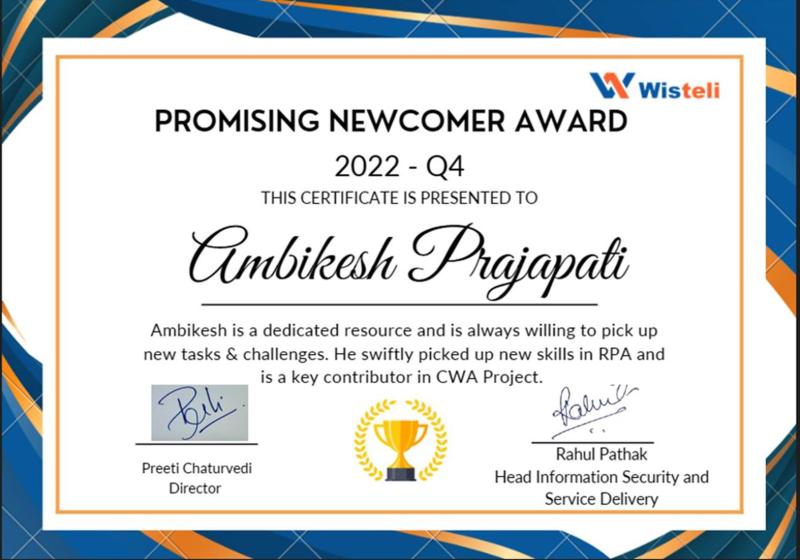 Wisteli
PROMISING NEWCOMER AWARD
2022 - Q4
THIS CERTIFICATE IS PRESENTED TO
Ambikesh Prajapati
Ambikesh is a dedicated resource and is always willing to pick up
new tasks & challenges. He swiftly picked up new skills in RPA and
is a key contributor in CWA Project.
Preeti Chaturvedi
Director
Rahul Pathak
Head Information Security and
Service Delivery